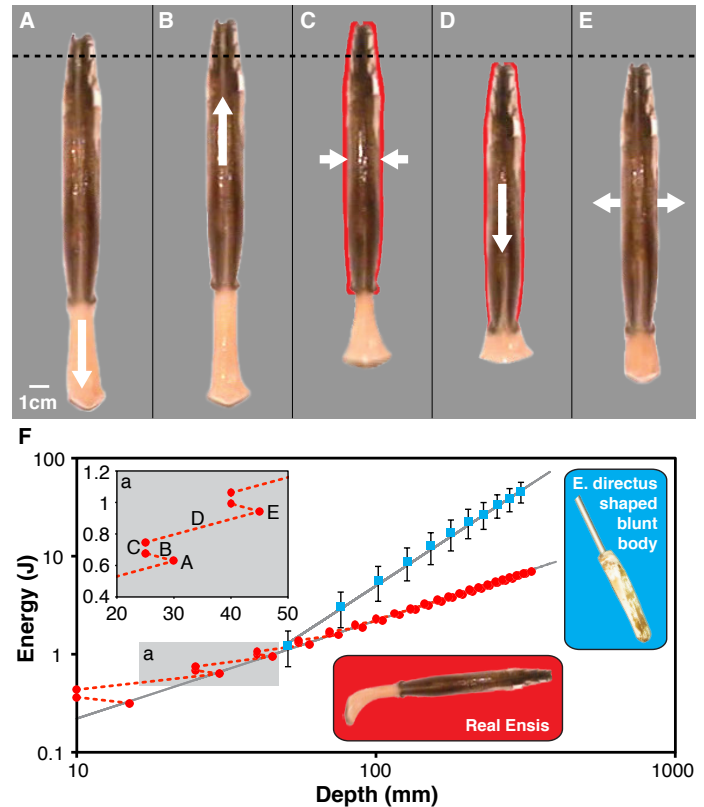 A B C D E
1cm
F
Energy (J)
100
10
1
0.1
10 100 1000
Depth (mm)
a
1.2
1
0.8
0.6
0.4
20 30 40 50
C B A D E
a
E. directus
shaped
blunt
body
Real Ensis